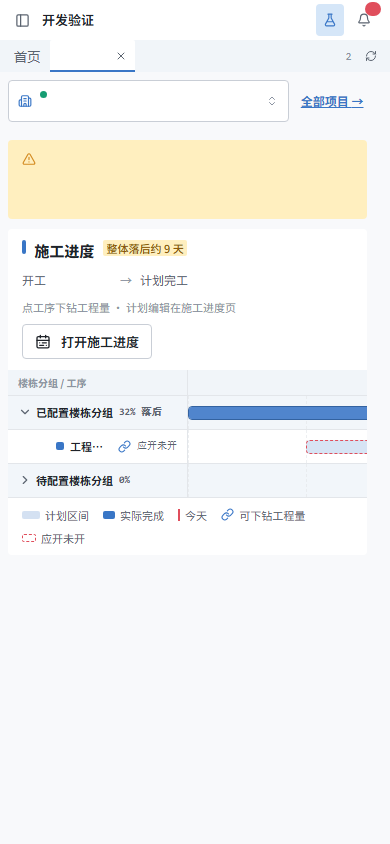 开发验证
首页
2
全部项目 →
施工进度 整体落后约 9 天
开工 → 计划完工
点工序下钻工程量 • 计划编辑在施工进度页
打开施工进度
楼栋分组 / 工序
已配置楼栋分组 32% 落后
工程… 应开未开
待配置楼栋分组 0%
计划区间 实际完成 今天 可下钻工程量
应开未开